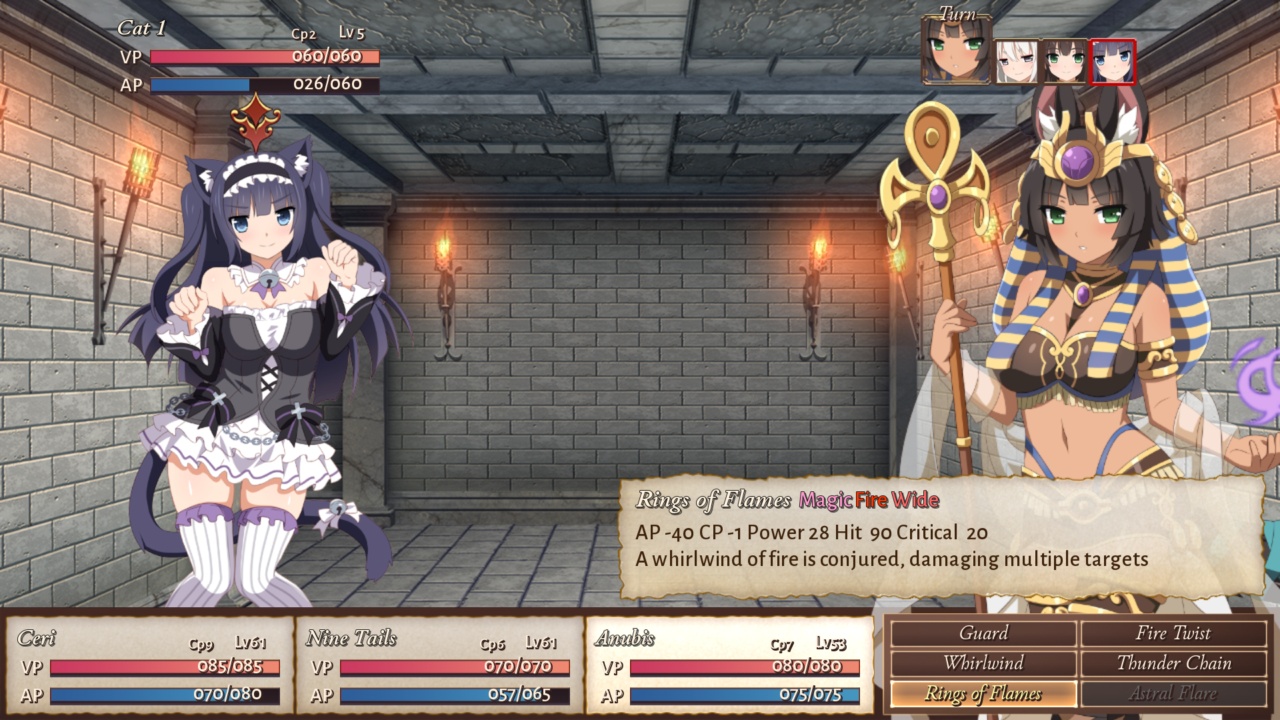 Cat 1 Cp2 Lv 5
VP 060/060
AP 026/060
Turn
Rings of Flames Magic Fire Wide
AP -40 CP -1 Power 28 Hit 90 Critical 20
A whirlwind of fire is conjured, damaging multiple targets
Ceri Cp9 Lv61
VP 085/085
AP 070/080
Nine Tails Cp6 Lv61
VP 070/070
AP 057/065
Anubis Cp7 Lv53
VP 080/080
AP 075/075
Guard Fire Twist
Whirlwind Thunder Chain
Rings of Flames Astral Flare